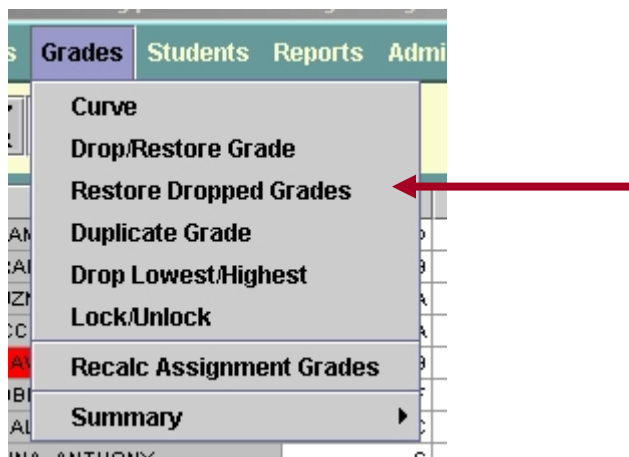 Grades Students Reports
Curve
Drop/Restore Grade
Restore Dropped Grades
Duplicate Grade
Drop Lowest/Highest
Lock/Unlock
Recalc Assignment Grades
Summary